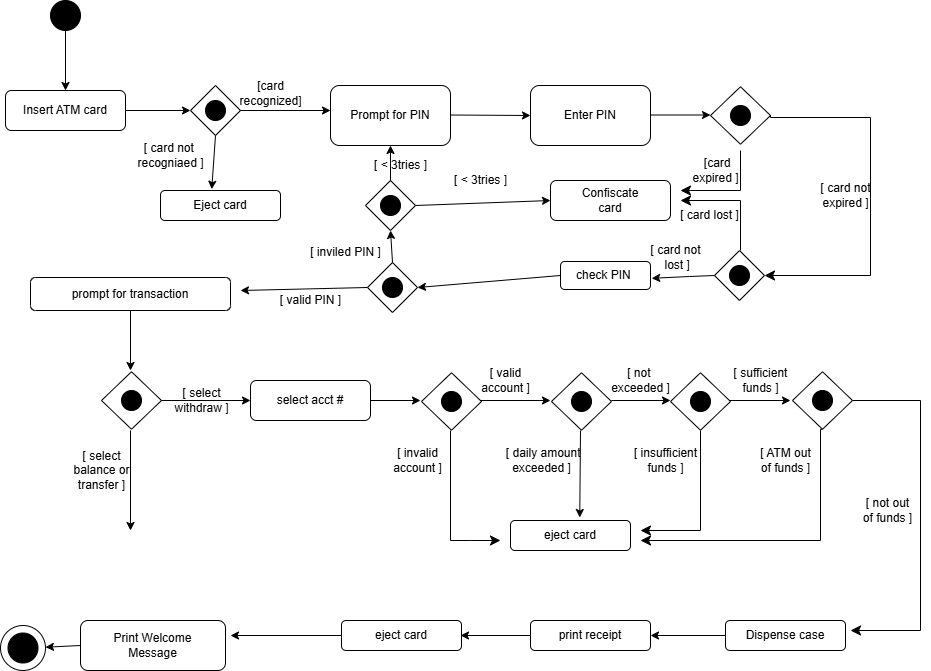 Insert ATM card
[card
recognized]
[ card not
recogniaed ]
Eject card
Prompt for PIN
Enter PIN
[card
expired ]
[ card not
expired ]
[ < 3tries ]
[ < 3tries ]
Confiscate
card
[ card lost ]
[ card not
lost ]
check PIN
[ inviled PIN ]
[ valid PIN ]
prompt for transaction
[ select
withdraw ]
[ select
balance or
transfer ]
select acct #
[ valid
account ]
[ invalid
account ]
[ not
exceeded ]
[ daily amount
exceeded ]
[ sufficient
funds ]
[ insufficient
funds ]
[ ATM out
of funds ]
[ not out
of funds ]
eject card
Dispense case
print receipt
eject card
Print Welcome
Message